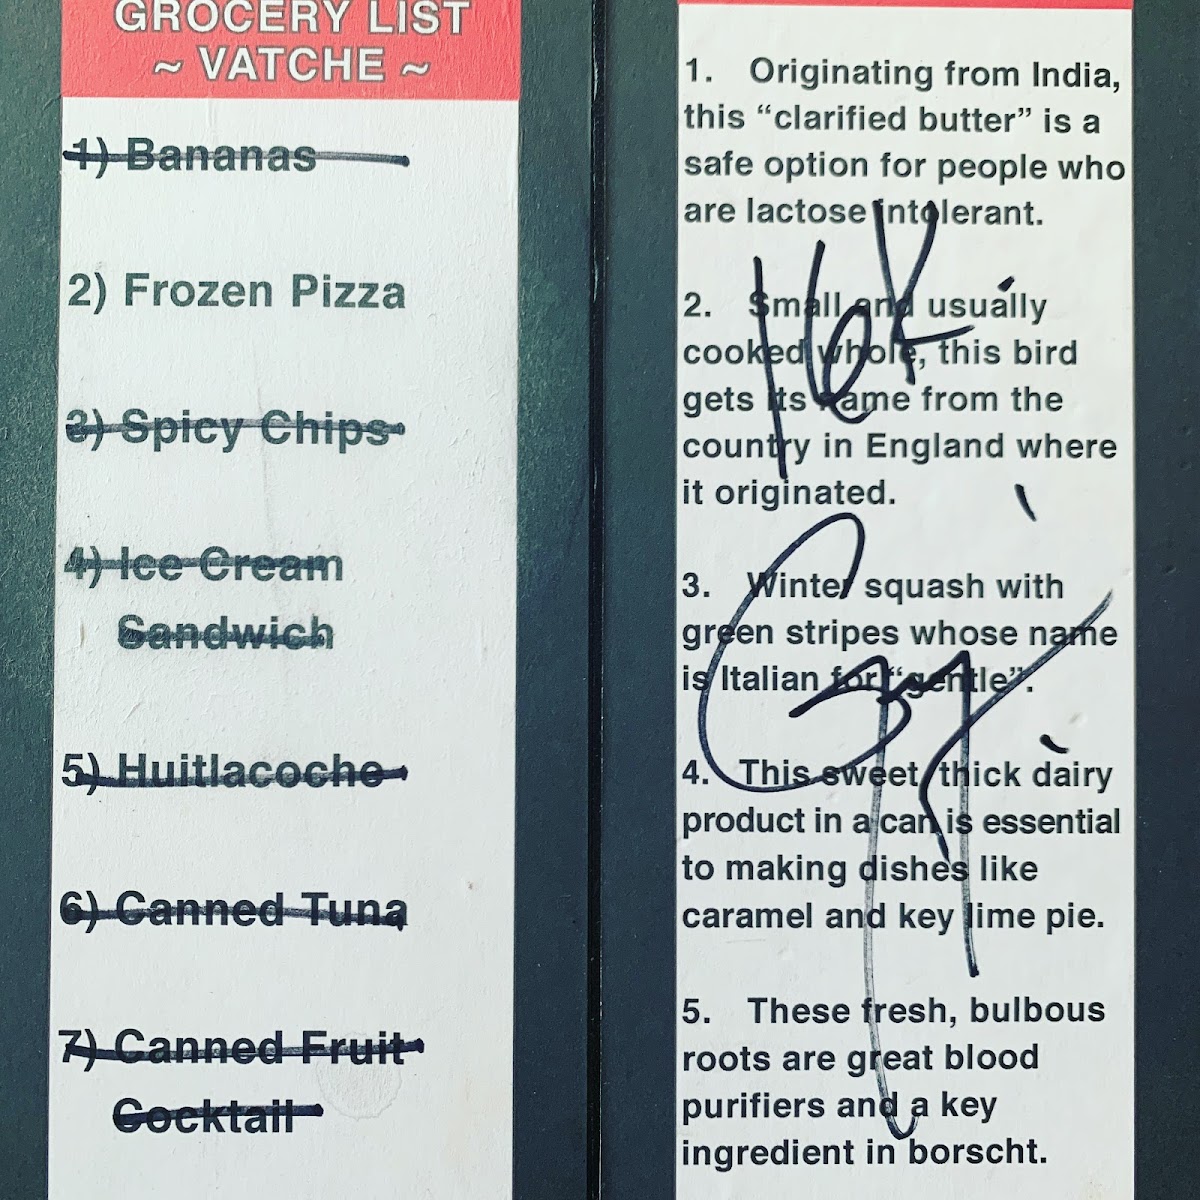 GROCERY LIST
~ VATCHE ~
1) Bananas
2) Frozen Pizza
3) Spicy Chips
4) Ice Cream
Sandwich
5) Huitlacoche
6) Canned Tuna
7) Canned Fruit
Cocktail
1. Originating from India,
this “clarified butter” is a
safe option for people who
are lactose intolerant.
2. Small and usually
cooked whole, this bird
gets its name from the
country in England where
it originated.
3. Winter squash with
green stripes whose name
is Italian for “gentle”.
4. This sweet, thick dairy
product in a can is essential
to making dishes like
caramel and key lime pie.
5. These fresh, bulbous
roots are great blood
purifiers and a key
ingredient in borscht.